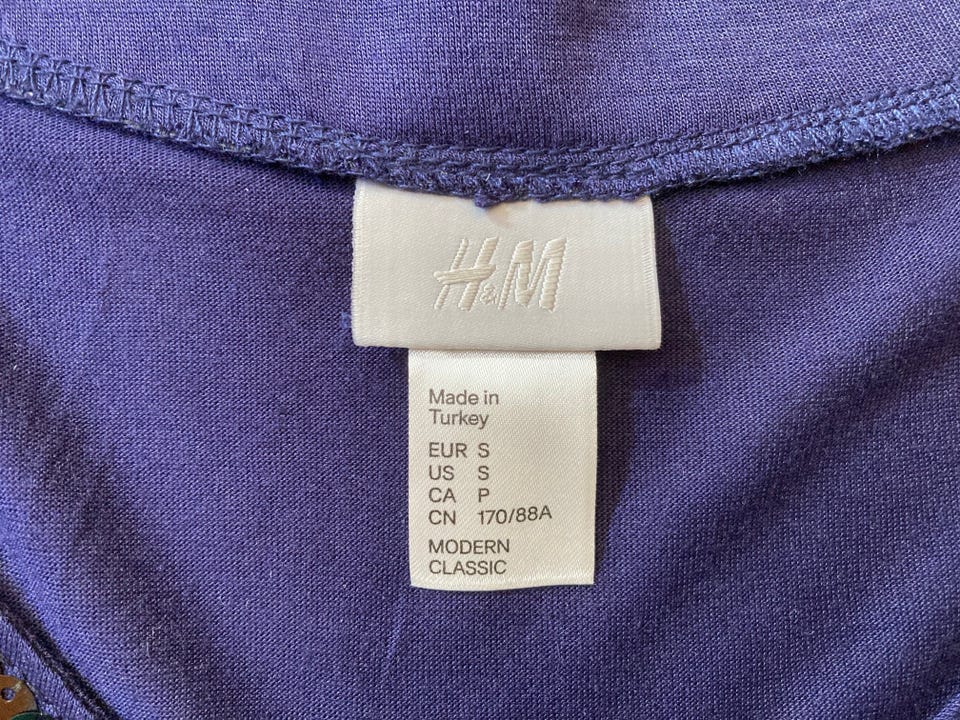 H&M
Made in
Turkey
EUR S
US S
CA P
CN 170/88A
MODERN
CLASSIC